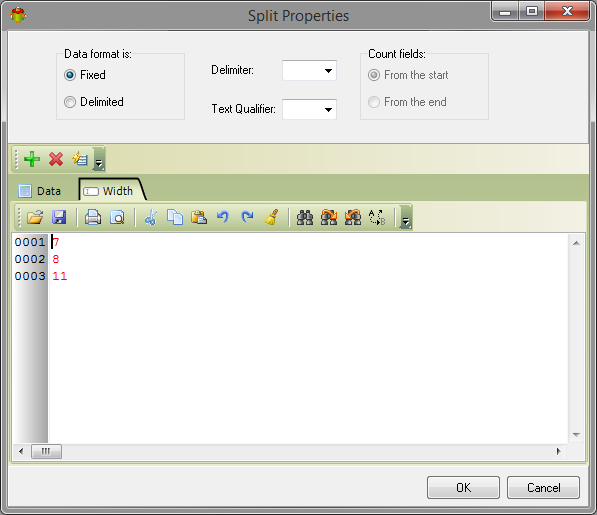 Split Properties
Data format is:
Fixed
Delimited
Delimiter:
Text Qualifier:
Count fields:
From the start
From the end
Data
Width
0001 7
0002 8
0003 11
OK
Cancel